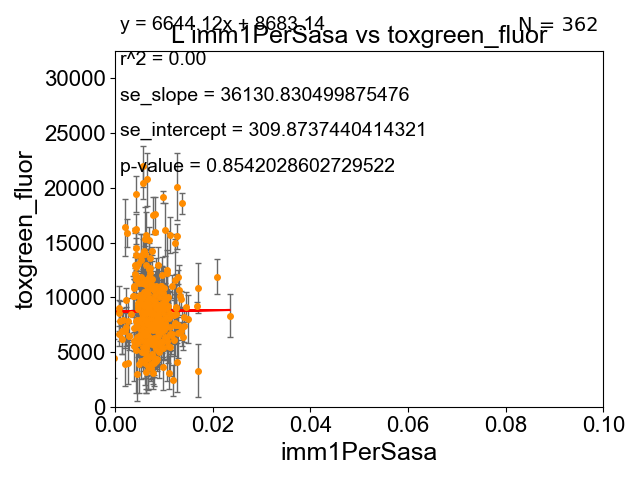 y = 6644.12x + 8683.14
N = 362
L imm1PerSasa vs toxgreen_fluor
r^2 = 0.00
se_slope = 36130.830499875476
se_intercept = 309.8737440414321
p-value = 0.8542028602729522
30000
25000
20000
15000
10000
5000
0
toxgreen_fluor
0.00 0.02 0.04 0.06 0.08 0.10
imm1PerSasa